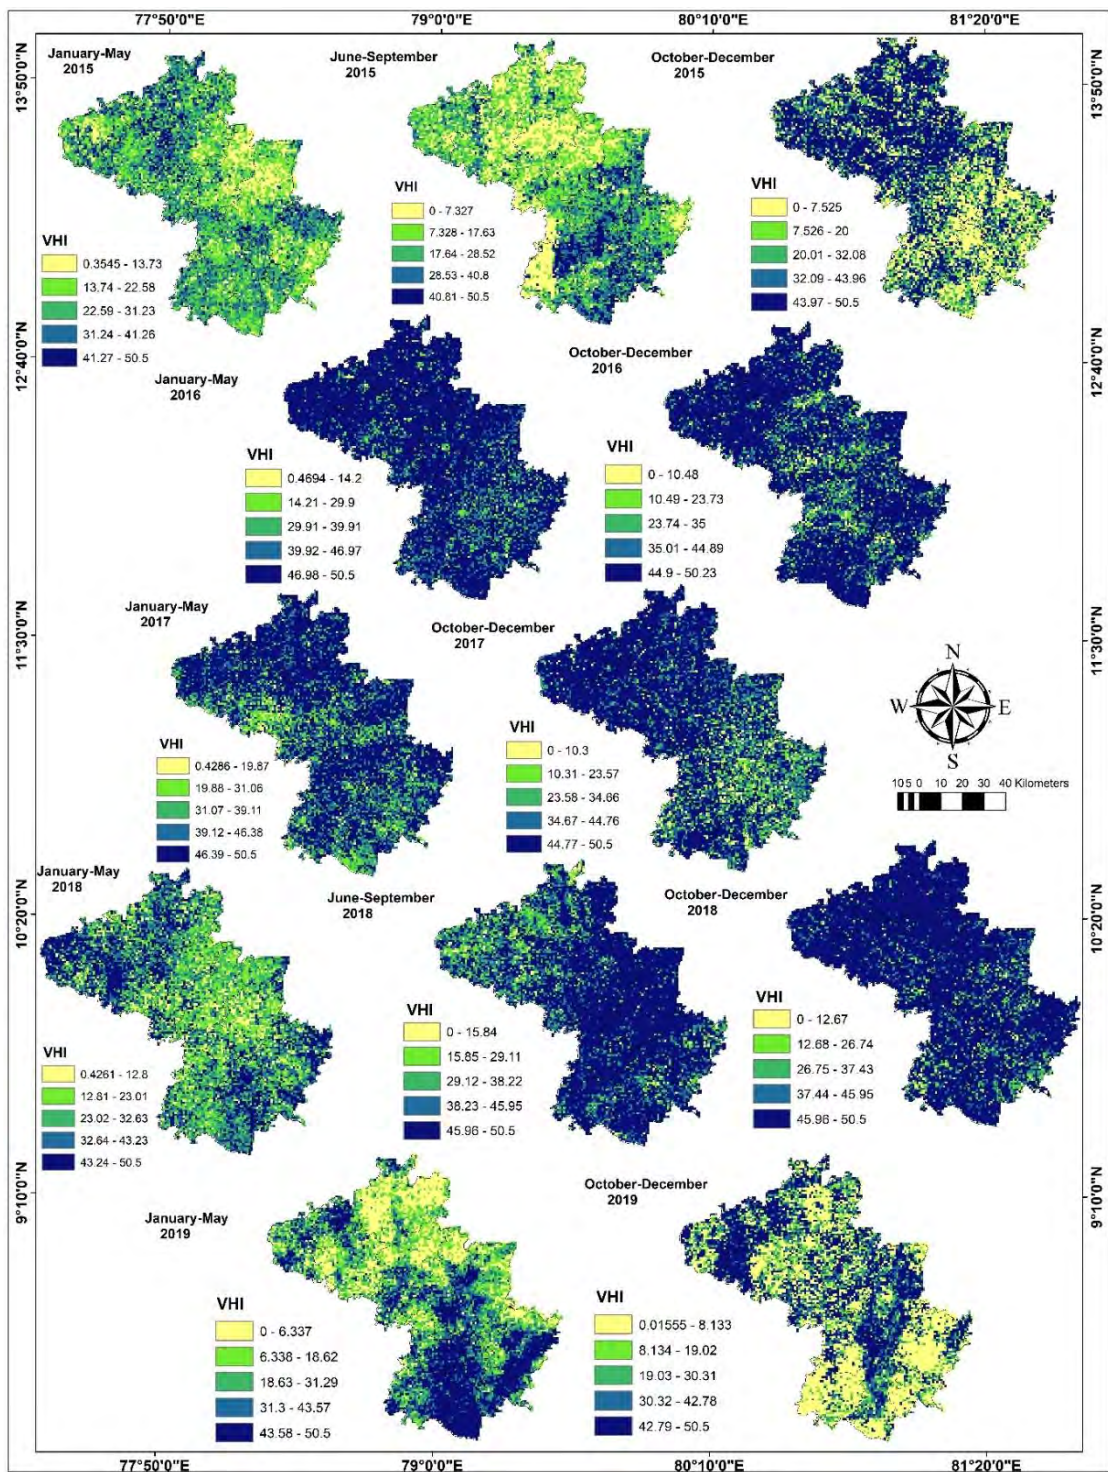 77°50'0"E
79°0'0"E
80°10'0"E
81°20'0"E
13°50'0"N
13°50'0"N
January-May
2015
VHI
0.3545 - 13.73
13.74 - 22.58
22.59 - 31.23
31.24 - 41.26
41.27 - 50.5
June-September
2015
VHI
0 - 7.327
7.328 - 17.63
17.64 - 28.52
28.53 - 40.8
40.81 - 50.5
October-December
2015
VHI
0 - 7.525
7.526 - 20
20.01 - 32.08
32.09 - 43.96
43.97 - 50.5
12°40'0"N
12°40'0"N
January-May
2016
VHI
0.4694 - 14.2
14.21 - 29.9
29.91 - 39.91
39.92 - 46.97
46.98 - 50.5
October-December
2016
VHI
0 - 10.48
10.49 - 23.73
23.74 - 35
35.01 - 44.89
44.9 - 50.23
11°30'0"N
11°30'0"N
January-May
2017
VHI
0.4286 - 19.87
19.88 - 31.06
31.07 - 39.11
39.12 - 46.38
46.39 - 50.5
October-December
2017
VHI
0 - 10.3
10.31 - 23.57
23.58 - 34.66
34.67 - 44.76
44.77 - 50.5
N
W
E
S
10 5 0 10 20 30 40 Kilometers
10°20'0"N
10°20'0"N
January-May
2018
VHI
0.4261 - 12.8
12.81 - 23.01
23.02 - 32.63
32.64 - 43.23
43.24 - 50.5
June-September
2018
VHI
0 - 15.84
15.85 - 29.11
29.12 - 38.22
38.23 - 45.95
45.96 - 50.5
October-December
2018
VHI
0 - 12.67
12.68 - 26.74
26.75 - 37.43
37.44 - 45.95
45.96 - 50.5
9°10'0"N
9°10'0"N
January-May
2019
VHI
0 - 6.337
6.338 - 18.62
18.63 - 31.29
31.3 - 43.57
43.58 - 50.5
October-December
2019
VHI
0.01555 - 8.133
8.134 - 19.02
19.03 - 30.31
30.32 - 42.78
42.79 - 50.5
77°50'0"E
79°0'0"E
80°10'0"E
81°20'0"E